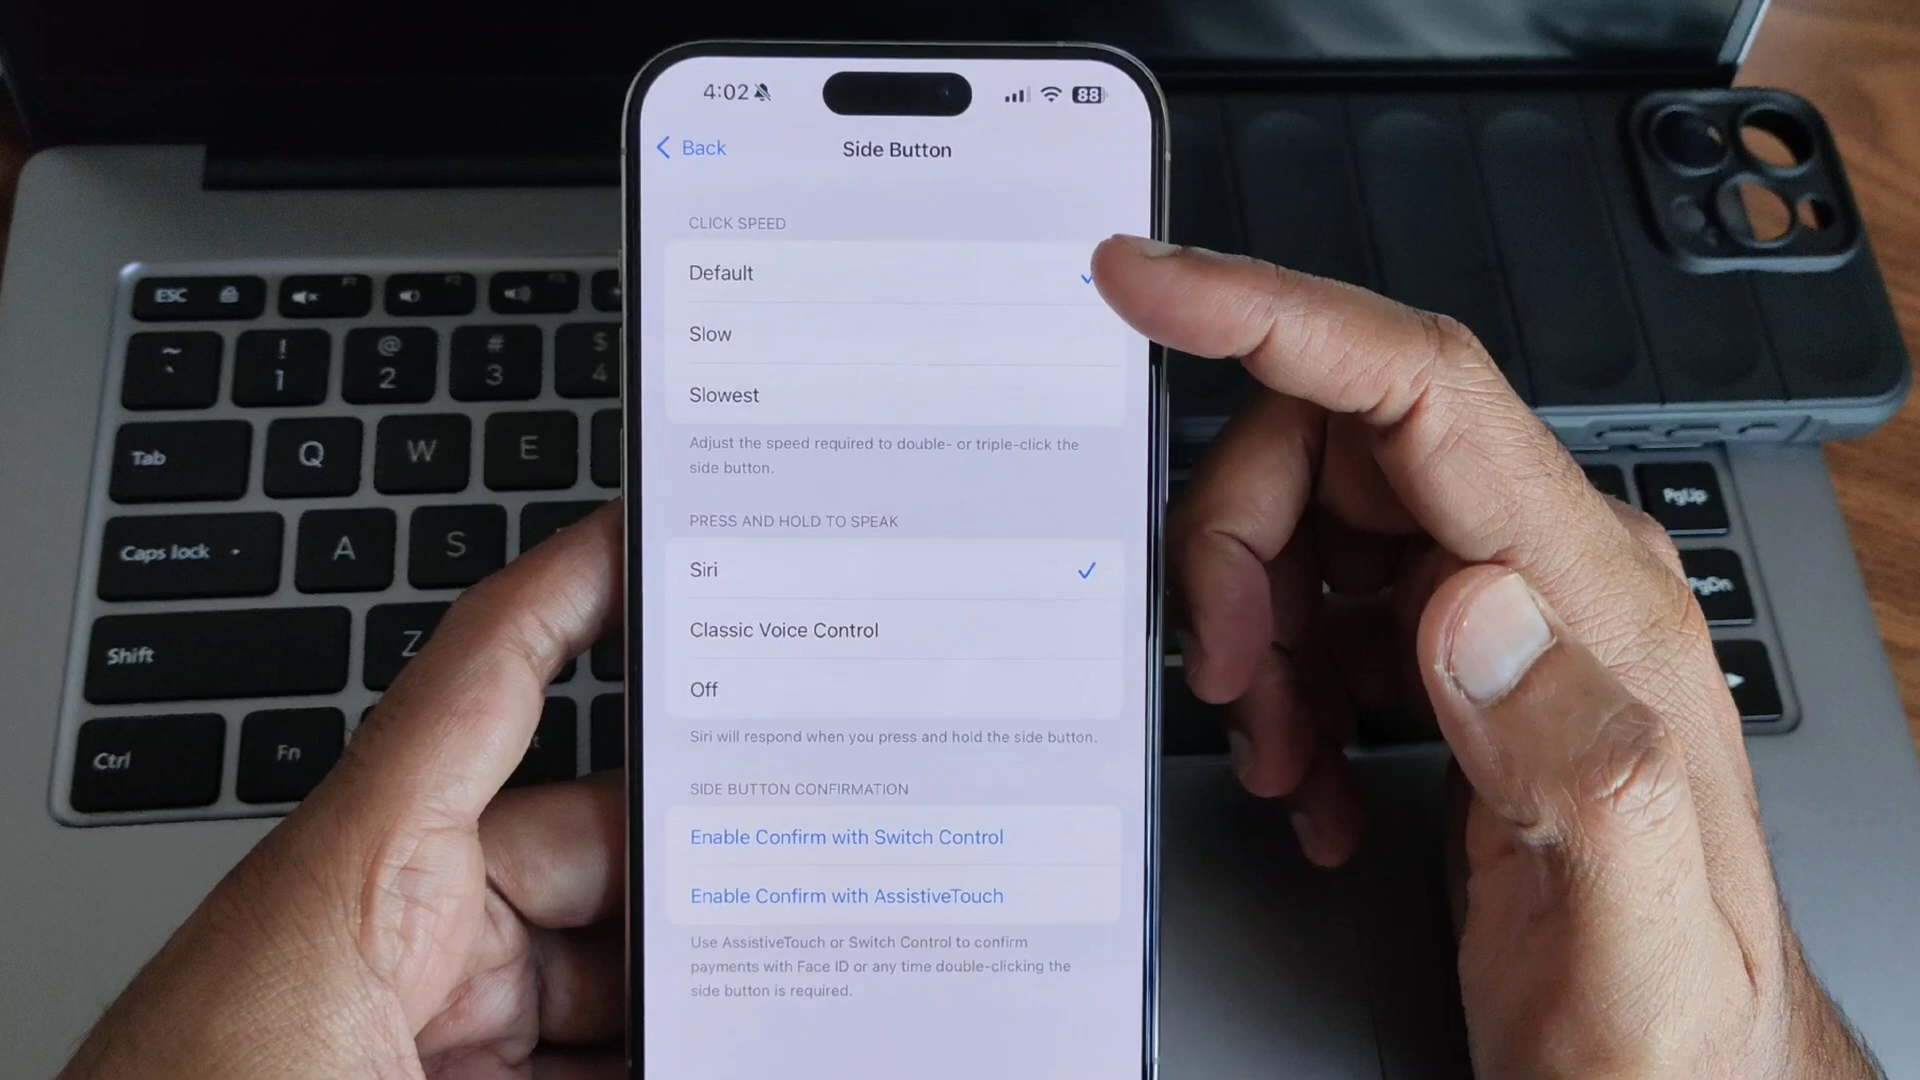 4:02
88
Back
Side Button
CLICK SPEED
Default
Slow
Slowest
Adjust the speed required to double- or triple-click the
side button.
PRESS AND HOLD TO SPEAK
Siri
Classic Voice Control
Off
Siri will respond when you press and hold the side button.
SIDE BUTTON CONFIRMATION
Enable Confirm with Switch Control
Enable Confirm with AssistiveTouch
Use AssistiveTouch or Switch Control to confirm
payments with Face ID or any time double-clicking the
side button is required.
ESC F1 F2
~ ` ! 1 @ 2 # 3 $ 4
Tab Q W E
Caps lock A S
Shift Z
Ctrl Fn
PgUp
PgDn